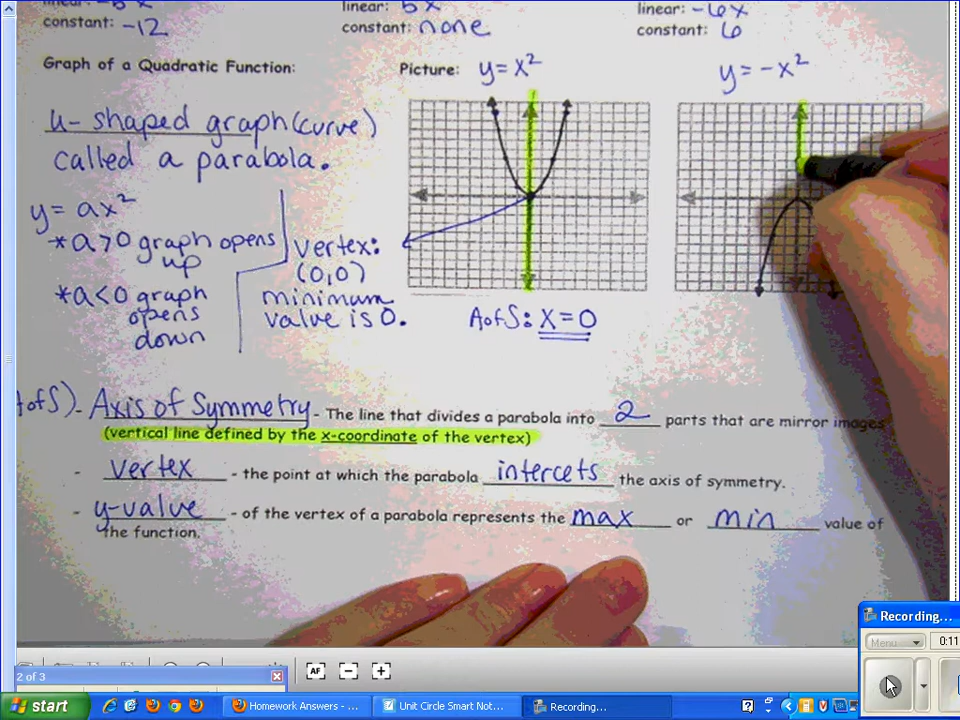 constant: -12
constant: none
linear: -6x
constant: 6
Graph of a Quadratic Function:
Picture: y=x²
y = -x²
u-shaped graph (curve)
called a parabola.
y = ax²
*a>0 graph opens
up
*a<0 graph
opens
down
vertex:
(0,0)
minimum
value is 0.
AofS: x=0
AofS). - Axis of Symmetry - The line that divides a parabola into 2 parts that are mirror images
(vertical line defined by the x-coordinate of the vertex)
- vertex - the point at which the parabola intercets the axis of symmetry.
- y-value - of the vertex of a parabola represents the max or min value of
the function.
Recording...
Menu
0:11
AF
2 of 3
start
Homework Answers - ...
Unit Circle Smart Not...
Recording...